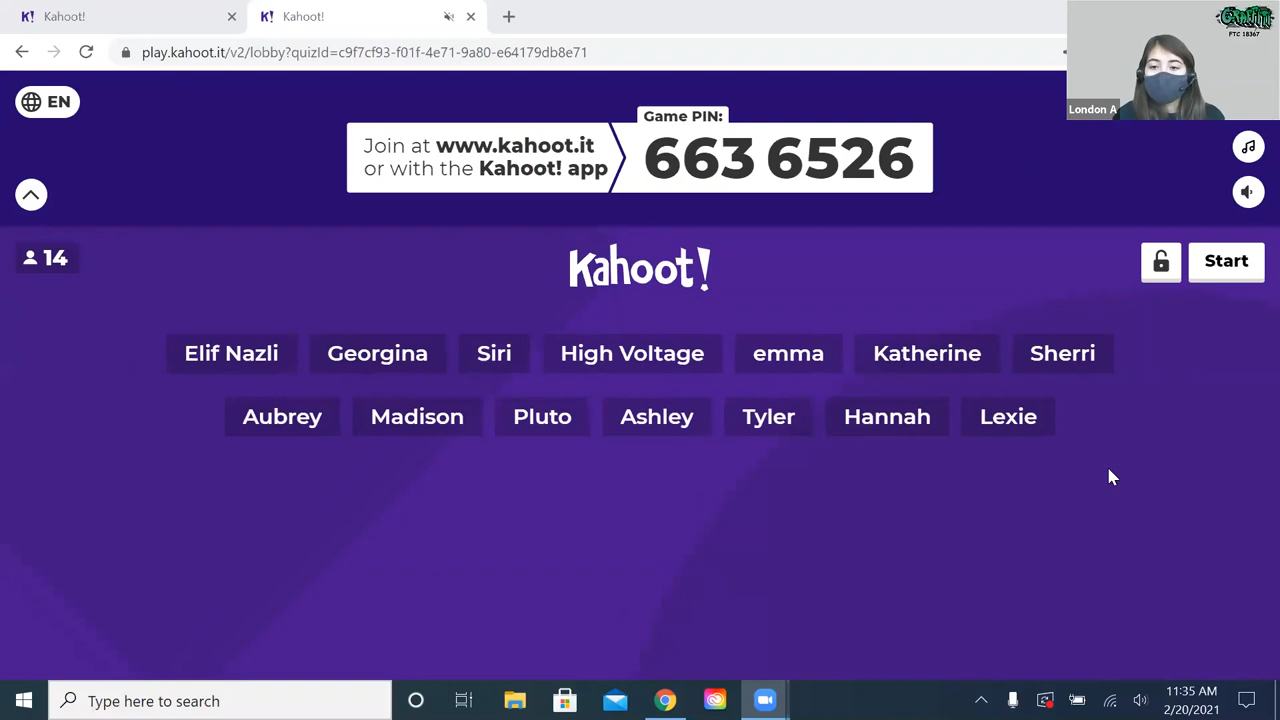 Kahoot!
Kahoot!
play.kahoot.it/v2/lobby?quizId=c9f7cf93-f01f-4e71-9a80-e64179db8e71
GRAFFITI
FTC 18367
London A
EN
Join at www.kahoot.it
or with the Kahoot! app
Game PIN:
663 6526
14
Kahoot!
Start
Elif Nazli Georgina Siri High Voltage emma Katherine Sherri
Aubrey Madison Pluto Ashley Tyler Hannah Lexie
Type here to search
11:35 AM
2/20/2021